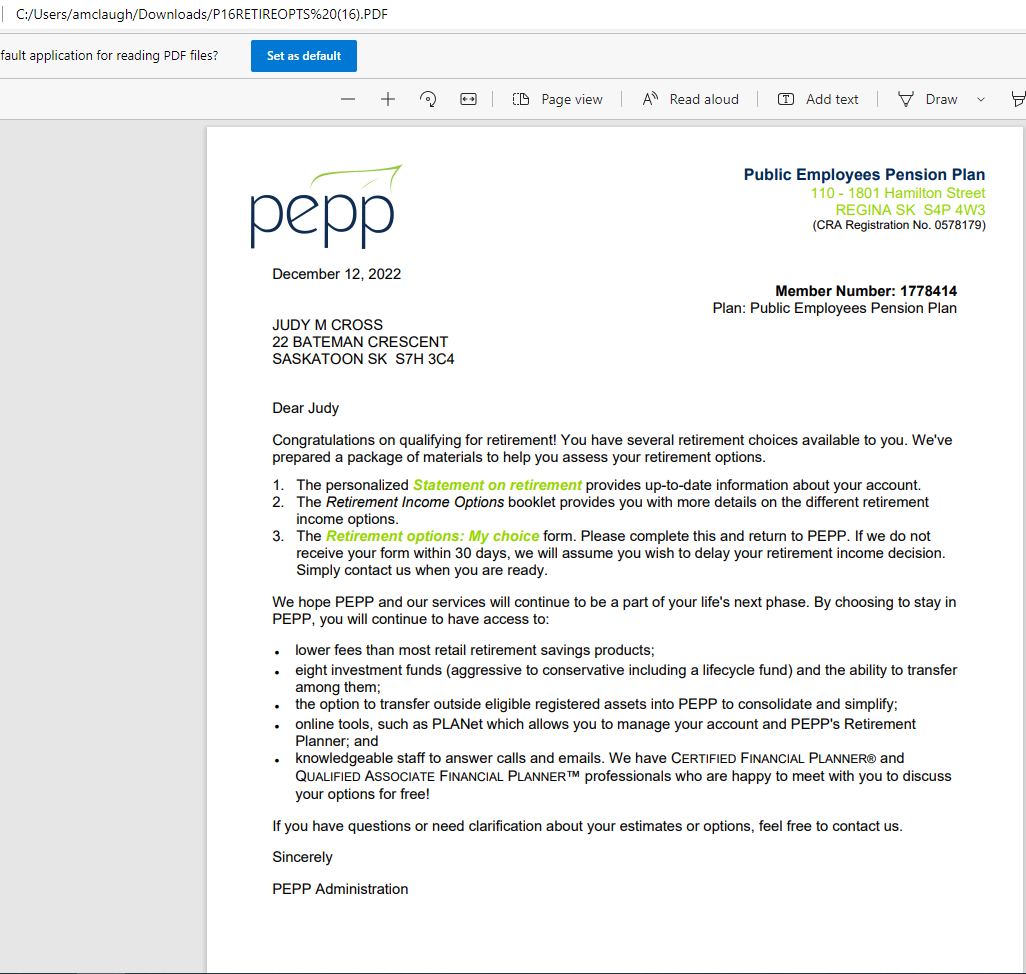 C:/Users/amclaugh/Downloads/P16RETIREOPTS%20(16).PDF
fault application for reading PDF files?
Set as default
Page view
Read aloud
Add text
Draw
pepp
Public Employees Pension Plan
110 - 1801 Hamilton Street
REGINA SK  S4P 4W3
(CRA Registration No. 0578179)
December 12, 2022
Member Number: 1778414
Plan: Public Employees Pension Plan
JUDY M CROSS
22 BATEMAN CRESCENT
SASKATOON SK  S7H 3C4
Dear Judy
Congratulations on qualifying for retirement! You have several retirement choices available to you. We've
prepared a package of materials to help you assess your retirement options.
1. The personalized Statement on retirement provides up-to-date information about your account.
2. The Retirement Income Options booklet provides you with more details on the different retirement
income options.
3. The Retirement options: My choice form. Please complete this and return to PEPP. If we do not
receive your form within 30 days, we will assume you wish to delay your retirement income decision.
Simply contact us when you are ready.
We hope PEPP and our services will continue to be a part of your life's next phase. By choosing to stay in
PEPP, you will continue to have access to:
• lower fees than most retail retirement savings products;
• eight investment funds (aggressive to conservative including a lifecycle fund) and the ability to transfer
among them;
• the option to transfer outside eligible registered assets into PEPP to consolidate and simplify;
• online tools, such as PLANet which allows you to manage your account and PEPP's Retirement
Planner; and
• knowledgeable staff to answer calls and emails. We have CERTIFIED FINANCIAL PLANNER® and
QUALIFIED ASSOCIATE FINANCIAL PLANNER™ professionals who are happy to meet with you to discuss
your options for free!
If you have questions or need clarification about your estimates or options, feel free to contact us.
Sincerely
PEPP Administration